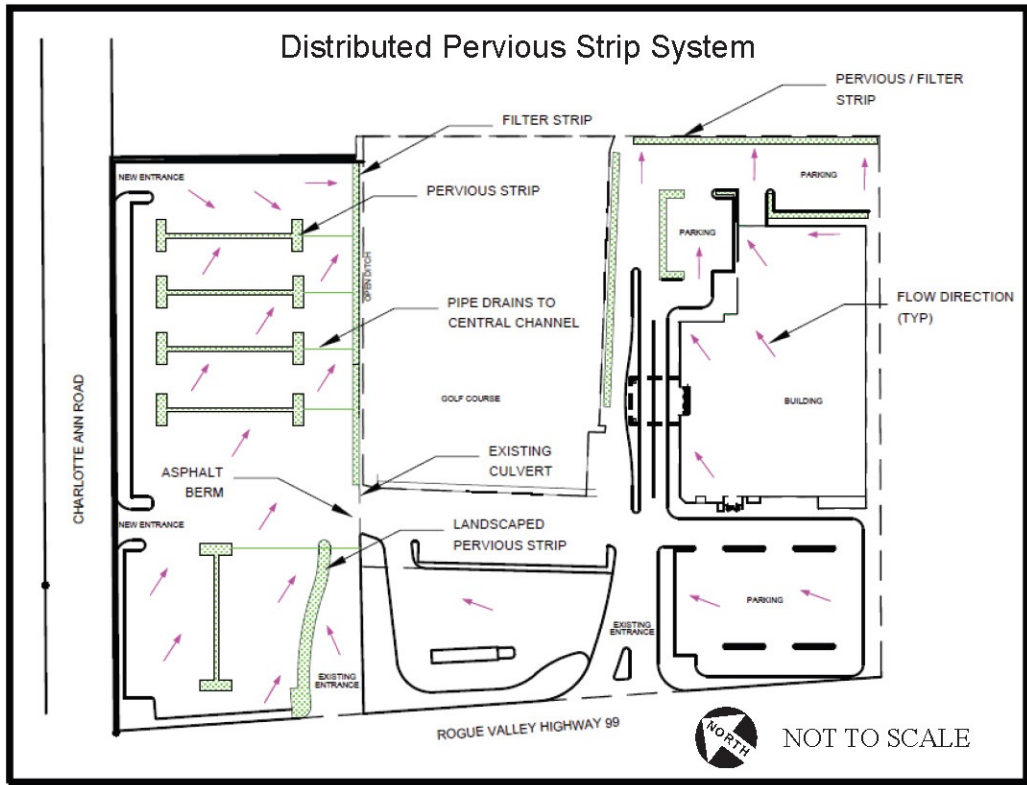 Distributed Pervious Strip System
PERVIOUS / FILTER
STRIP
FILTER STRIP
NEW ENTRANCE
PERVIOUS STRIP
PARKING
PARKING
OPEN DITCH
PIPE DRAINS TO
CENTRAL CHANNEL
FLOW DIRECTION
(TYP)
GOLF COURSE
BUILDING
CHARLOTTE ANN ROAD
EXISTING
CULVERT
ASPHALT
BERM
NEW ENTRANCE
LANDSCAPED
PERVIOUS STRIP
PARKING
EXISTING
ENTRANCE
EXISTING
ENTRANCE
ROGUE VALLEY HIGHWAY 99
NORTH
NOT TO SCALE